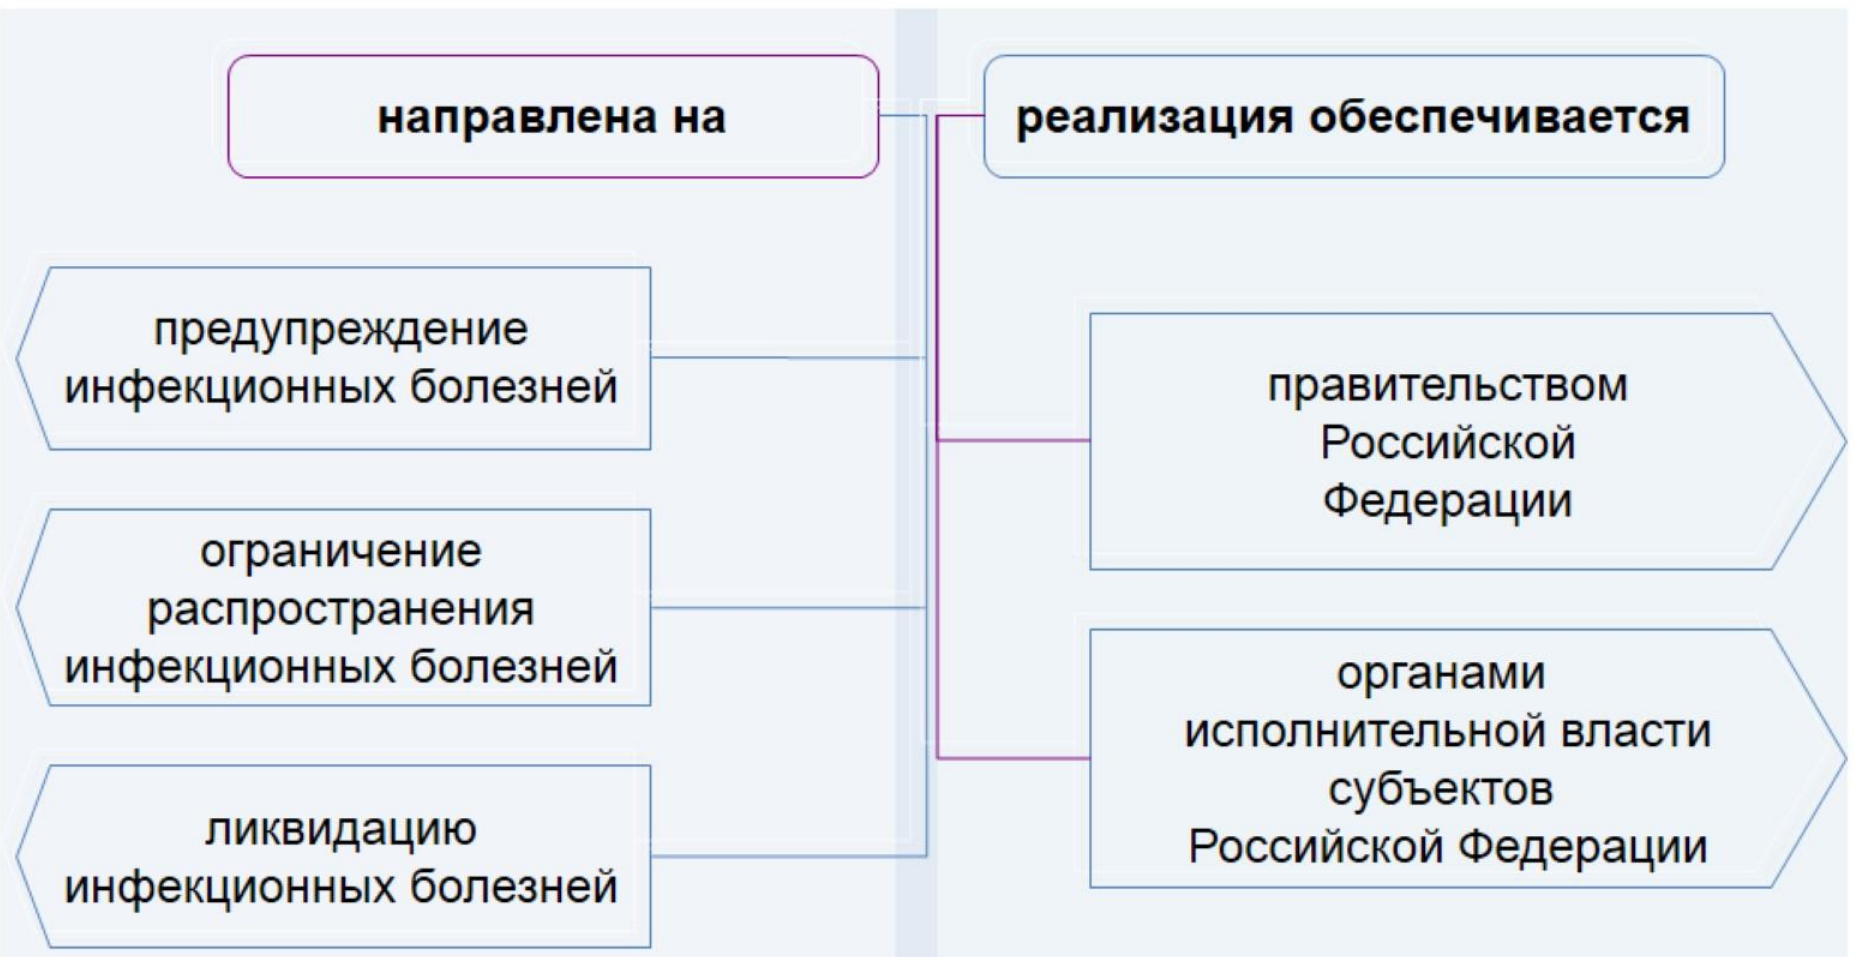 направлена на
предупреждение
инфекционных болезней
ограничение
распространения
инфекционных болезней
ликвидацию
инфекционных болезней
реализация обеспечивается
правительством
Российской
Федерации
органами
исполнительной власти
субъектов
Российской Федерации